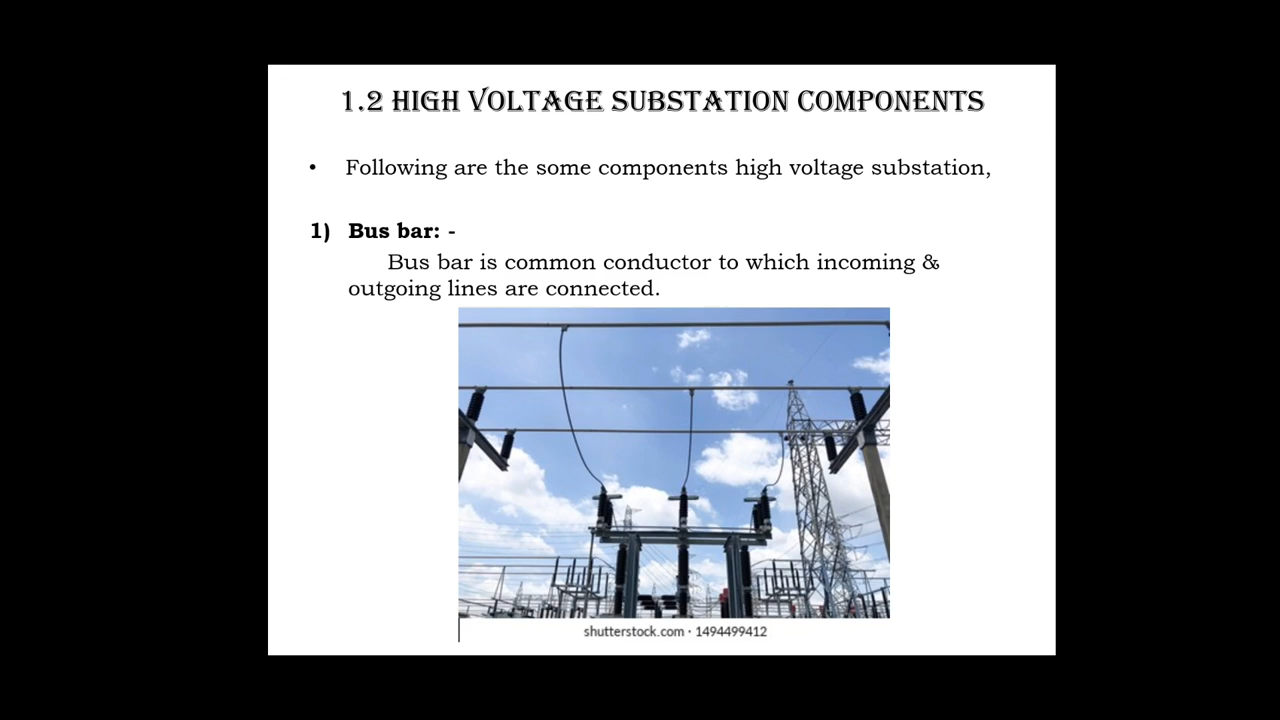 1.2 HIGH VOLTAGE SUBSTATION COMPONENTS
• Following are the some components high voltage substation,
1) Bus bar: -
Bus bar is common conductor to which incoming &
outgoing lines are connected.
shutterstock.com · 1494499412